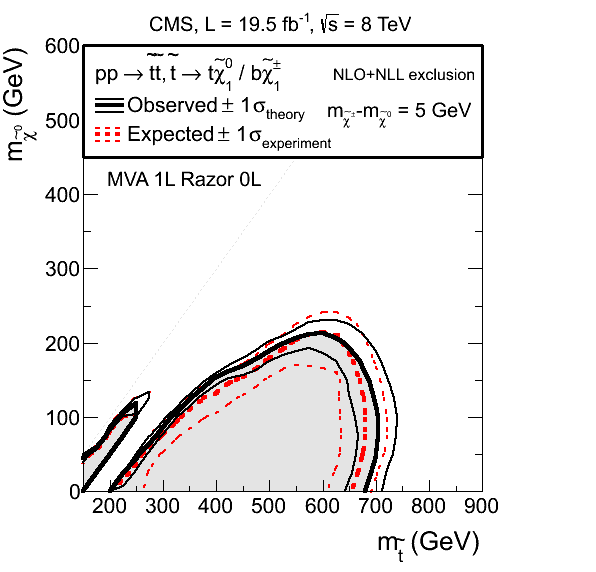 CMS, L = 19.5 fb⁻¹, √s = 8 TeV
pp → t̃t̃, t̃ → tχ̃⁰₁ / bχ̃±₁
NLO+NLL exclusion
Observed ± 1σ_theory
m_χ̃±-m_χ̃⁰ = 5 GeV
Expected ± 1σ_experiment
MVA 1L Razor 0L
m_χ̃⁰ (GeV)
600
500
400
300
200
100
0
200 300 400 500 600 700 800 900
m_t̃ (GeV)